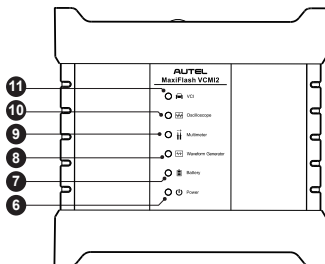 AUTEL
MaxiFlash VCMI2
11 VCI
10 Oscilloscope
9 Multimeter
8 Waveform Generator
7 Battery
6 Power